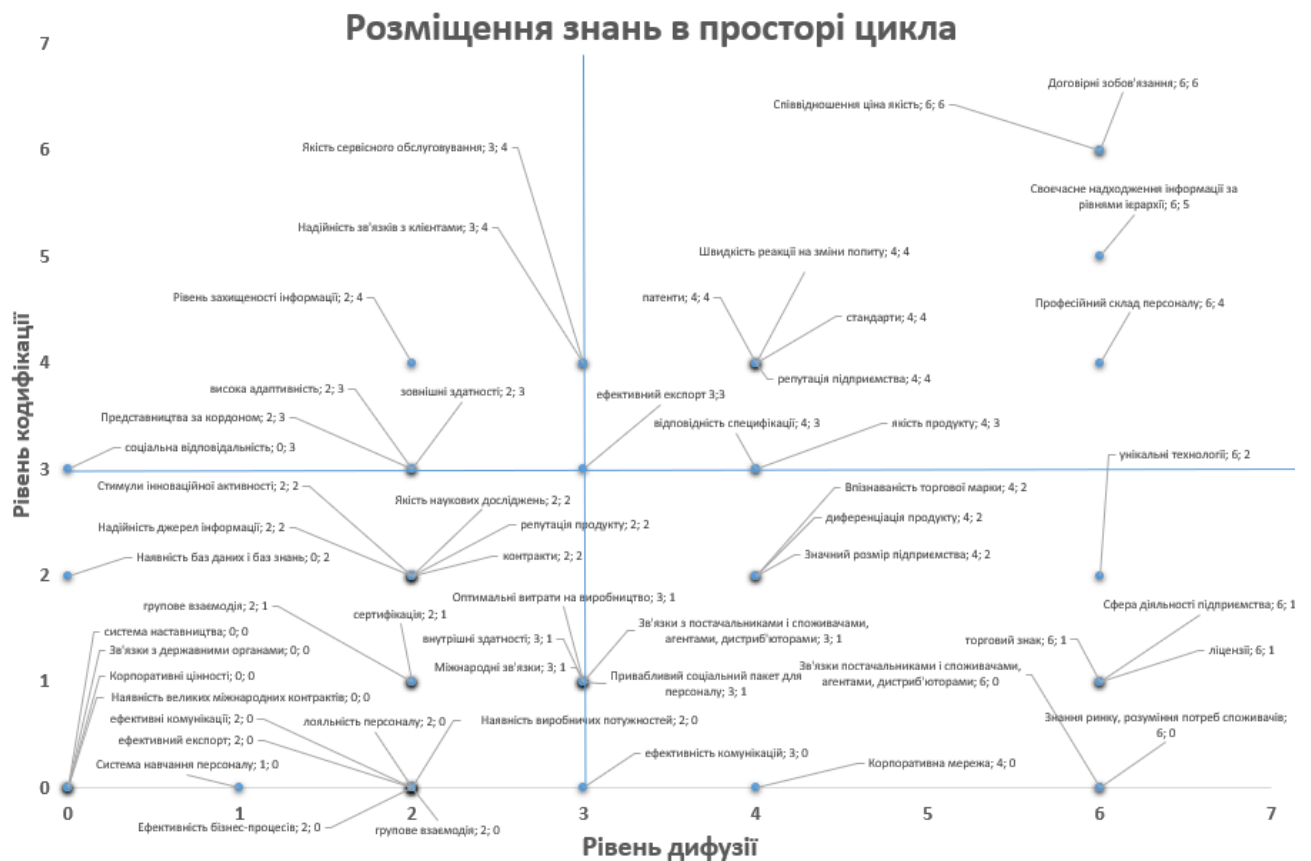 Розміщення знань в просторі цикла
7
Договірні зобов'язання; 6; 6
Співвідношення ціна якість; 6; 6
6
Якість сервісного обслуговування; 3; 4
Своєчасне надходження інформації за
рівнями ієрархії; 6; 5
Надійність зв'язків з клієнтами; 3; 4
5
Швидкість реакції на зміни попиту; 4; 4
Рівень захищеності інформації; 2; 4
патенти; 4; 4
Професійний склад персоналу; 6; 4
стандарти; 4; 4
4
репутація підприємства; 4; 4
висока адаптивність; 2; 3
зовнішні здатності; 2; 3
ефективний експорт 3;3
Представництва за кордоном; 2; 3
відповідність специфікації; 4; 3
якість продукту; 4; 3
соціальна відповідальність; 0; 3
унікальні технології; 6; 2
3
Стимули інноваційної активності; 2; 2
Якість наукових досліджень; 2; 2
Впізнаваність торгової марки; 4; 2
Надійність джерел інформації; 2; 2
репутація продукту; 2; 2
диференціація продукту; 4; 2
Наявність баз даних і баз знань; 0; 2
контракти; 2; 2
Значний розмір підприємства; 4; 2
2
групове взаємодія; 2; 1
сертифікація; 2; 1
Оптимальні витрати на виробництво; 3; 1
Сфера діяльності підприємства; 6; 1
система наставництва; 0; 0
внутрішні здатності; 3; 1
Зв'язки з постачальниками і споживачами,
агентами, дистриб'юторами; 3; 1
торговий знак; 6; 1
Зв'язки з державними органами; 0; 0
ліцензії; 6; 1
Міжнародні зв'язки; 3; 1
Зв'язки постачальниками і споживачами,
агентами, дистриб'юторами; 6; 0
Корпоративні цінності; 0; 0
1
Привабливий соціальний пакет для
персоналу; 3; 1
Наявність великих міжнародних контрактів; 0; 0
ефективні комунікації; 2; 0
лояльність персоналу; 2; 0
Наявність виробничих потужностей; 2; 0
Знання ринку, розуміння потреб споживачів;
6; 0
ефективний експорт; 2; 0
Система навчання персоналу; 1; 0
ефективність комунікацій; 3; 0
Корпоративна мережа; 4; 0
0
0 1 2 3 4 5 6 7
Ефективність бізнес-процесів; 2; 0
групове взаємодія; 2; 0
Рівень дифузії
Рівень кодифікації